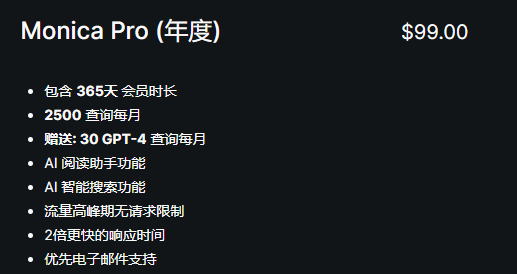 Monica Pro (年度) $99.00
包含 365天 会员时长
2500 查询每月
赠送: 30 GPT-4 查询每月
AI 阅读助手功能
AI 智能搜索功能
流量高峰期无请求限制
2倍更快的响应时间
优先电子邮件支持